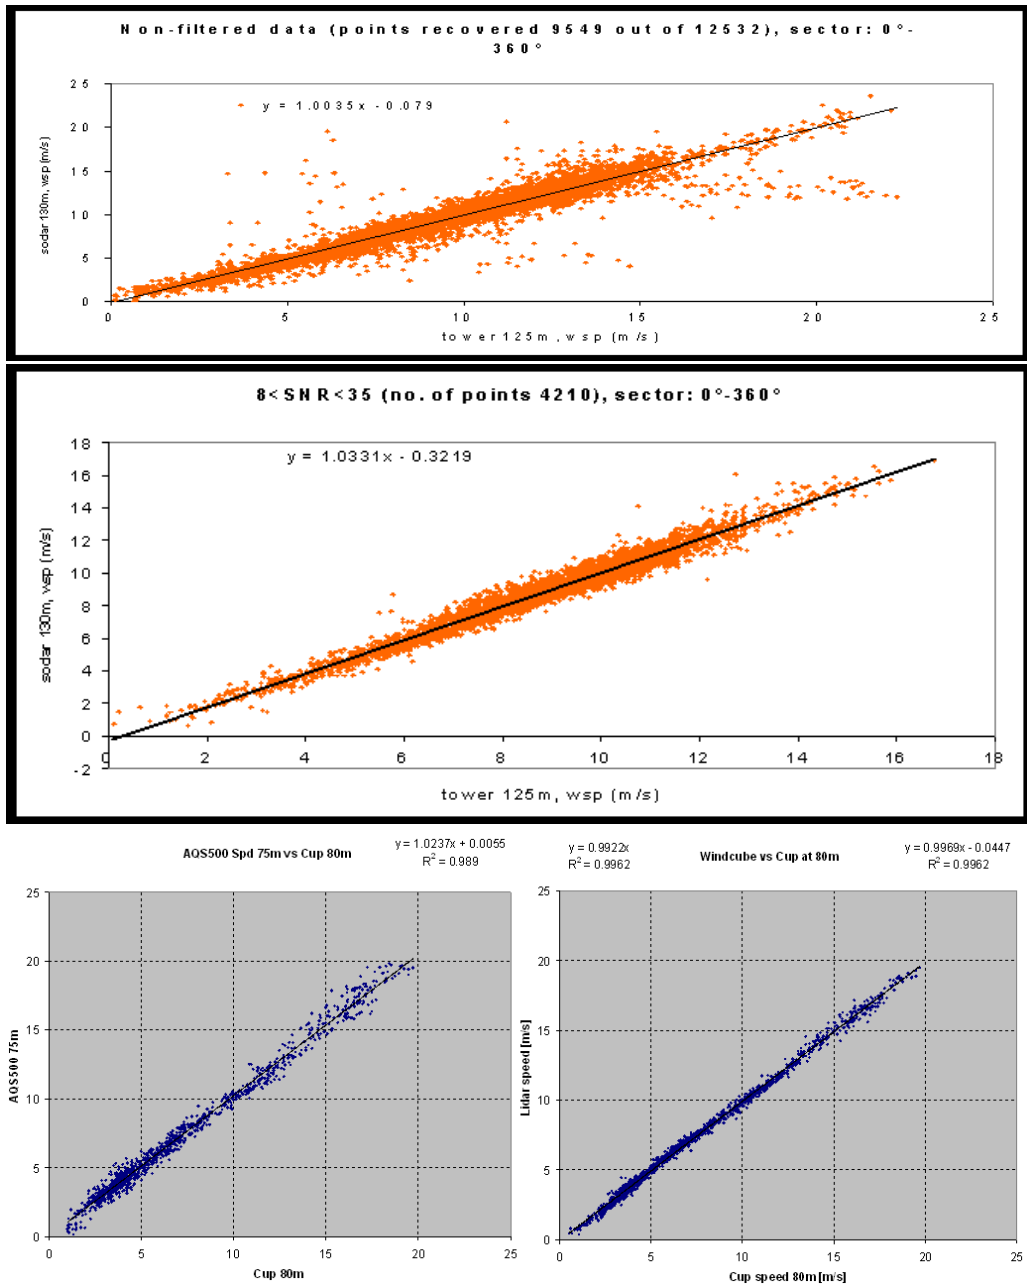 Non-filtered data (points recovered 9549 out of 12532), sector: 0°-
360°
y = 1.0035x - 0.079
25
20
15
10
5
0
sodar 130m, wsp (m/s)
0 5 10 15 20 25
tower 125m, wsp (m/s)
8<SNR<35 (no. of points 4210), sector: 0°-360°
y = 1.0331x - 0.3219
18
16
14
12
10
8
6
4
2
0
-2
sodar 130m, wsp (m/s)
0 2 4 6 8 10 12 14 16 18
tower 125m, wsp (m/s)
AQS500 Spd 75m vs Cup 80m
y = 1.0237x + 0.0055
R² = 0.989
25
20
15
10
5
0
AQS500 75m
0 5 10 15 20 25
Cup 80m
y = 0.9922x
R² = 0.9962
Windcube vs Cup at 80m
y = 0.9969x - 0.0447
R² = 0.9962
25
20
15
10
5
0
Lidar speed [m/s]
0 5 10 15 20 25
Cup speed 80m [m/s]